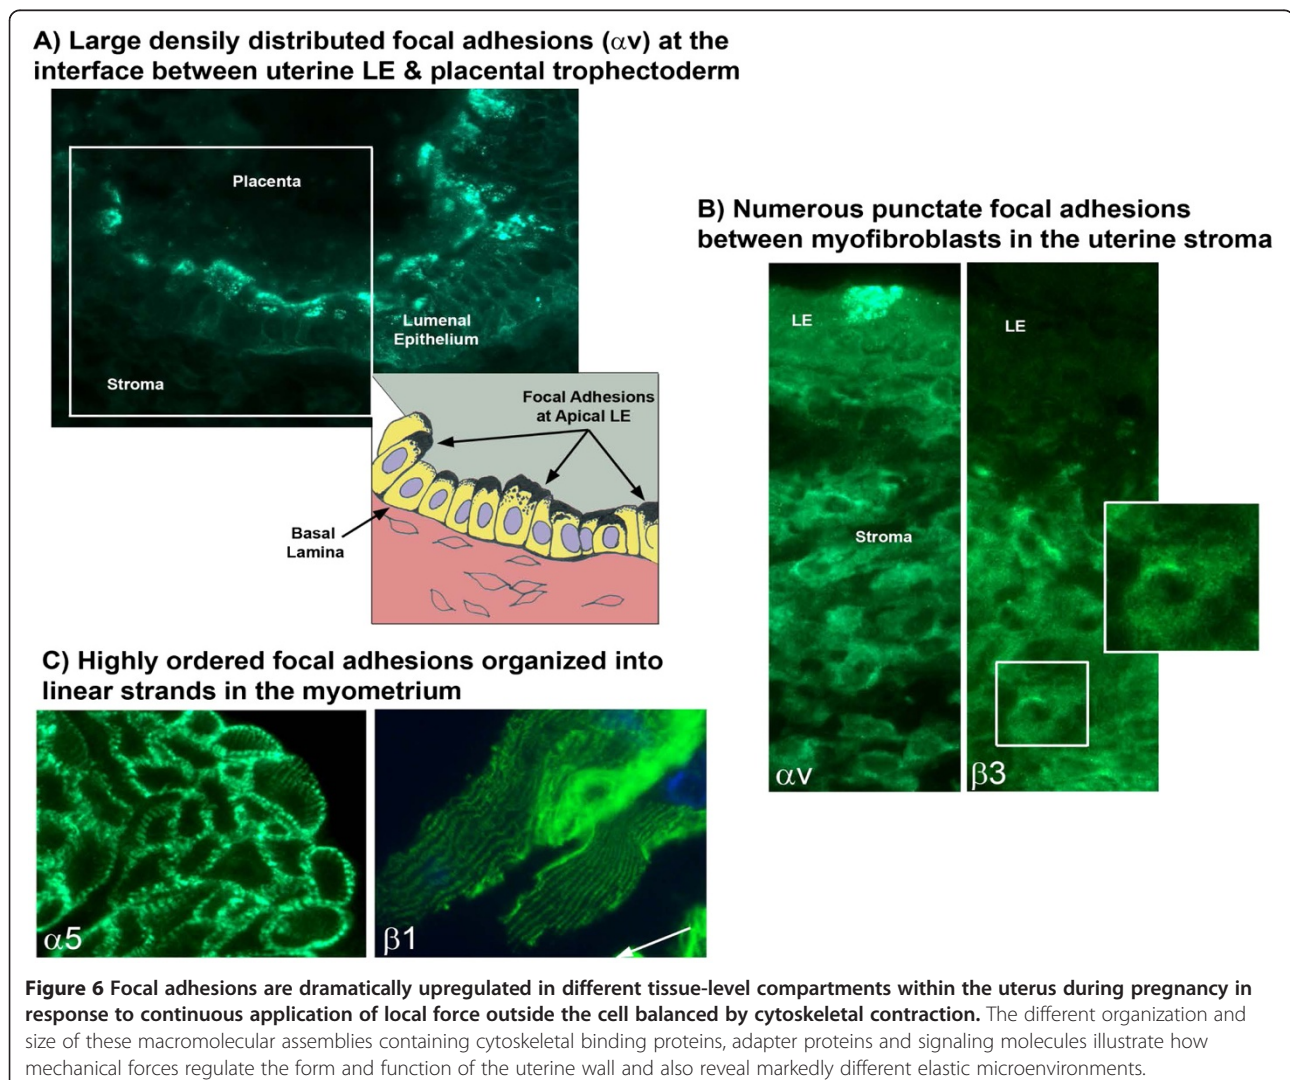 A) Large densily distributed focal adhesions (αv) at the
interface between uterine LE & placental trophectoderm
Placenta
Lumenal
Epithelium
Stroma
Focal Adhesions
at Apical LE
Basal
Lamina
B) Numerous punctate focal adhesions
between myofibroblasts in the uterine stroma
LE
LE
Stroma
αv
β3
C) Highly ordered focal adhesions organized into
linear strands in the myometrium
α5
β1
Figure 6 Focal adhesions are dramatically upregulated in different tissue-level compartments within the uterus during pregnancy in
response to continuous application of local force outside the cell balanced by cytoskeletal contraction. The different organization and
size of these macromolecular assemblies containing cytoskeletal binding proteins, adapter proteins and signaling molecules illustrate how
mechanical forces regulate the form and function of the uterine wall and also reveal markedly different elastic microenvironments.